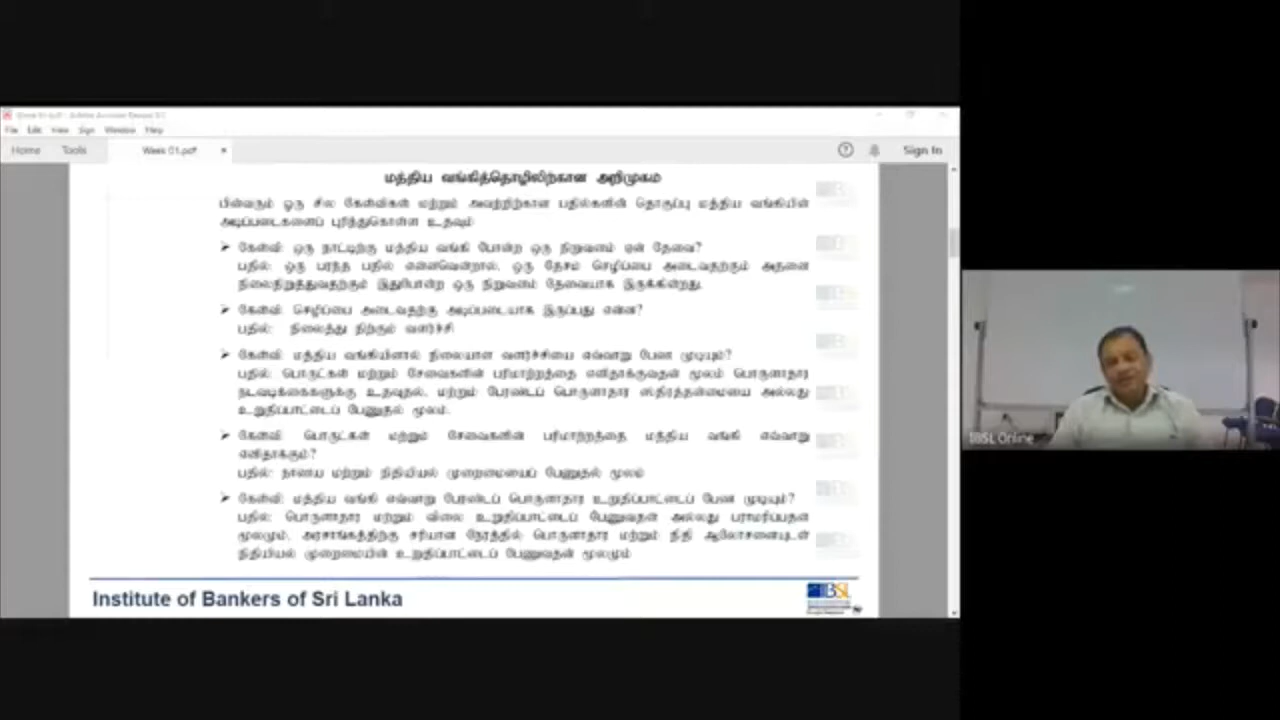 File Edit View Sign Window Help
Home Tools Week 01.pdf × Sign In
மத்திய வங்கித்தொழிலிற்கான அறிமுகம்
பின்வரும் ஒரு சில கேள்விகள் மற்றும் அவற்றிற்கான பதில்களின் தொகுப்பு மத்திய வங்கியின்
அடிப்படைகளைப் புரிந்துகொள்ள உதவும்
➢ கேள்வி: ஒரு நாட்டிற்கு மத்திய வங்கி போன்ற ஒரு நிறுவனம் ஏன் தேவை?
பதில்: ஒரு பரந்த பதில் என்னவென்றால், ஒரு தேசம் செழிப்பை அடைவதற்கும் அதனை
நிலைநிறுத்துவதற்கும் இதுபோன்ற ஒரு நிறுவனம் தேவையாக இருக்கின்றது.
➢ கேள்வி: செழிப்பை அடைவதற்கு அடிப்படையாக இருப்பது என்ன?
பதில்: நிலைத்து நிற்கும் வளர்ச்சி
➢ கேள்வி: மத்திய வங்கியினால் நிலையான வளர்ச்சியை எவ்வாறு பேண முடியும்?
பதில்: பொருட்கள் மற்றும் சேவைகளின் பரிமாற்றத்தை எளிதாக்குவதன் மூலம் பொருளாதார
நடவடிக்கைகளுக்கு உதவுதல், மற்றும் பேரண்டப் பொருளாதார ஸ்திரத்தன்மையை அல்லது
உறுதிப்பாட்டைப் பேணுதல் மூலம்.
➢ கேள்வி: பொருட்கள் மற்றும் சேவைகளின் பரிமாற்றத்தை மத்திய வங்கி எவ்வாறு
எளிதாக்கும்?
பதில்: நாணய மற்றும் நிதியியல் முறைமையைப் பேணுதல் மூலம்
➢ கேள்வி: மத்திய வங்கி எவ்வாறு பேரண்டப் பொருளாதார உறுதிப்பாட்டைப் பேண முடியும்?
பதில்: பொருளாதார மற்றும் விலை உறுதிப்பாட்டைப் பேணுவதன் அல்லது பராமரிப்பதன்
மூலமும், அரசாங்கத்திற்கு சரியான நேரத்தில் பொருளாதார மற்றும் நிதி ஆலோசனையுடன்
நிதியியல் முறைமையின் உறுதிப்பாட்டைப் பேணுவதன் மூலமும்
Institute of Bankers of Sri Lanka
IBSL
IBSL Online